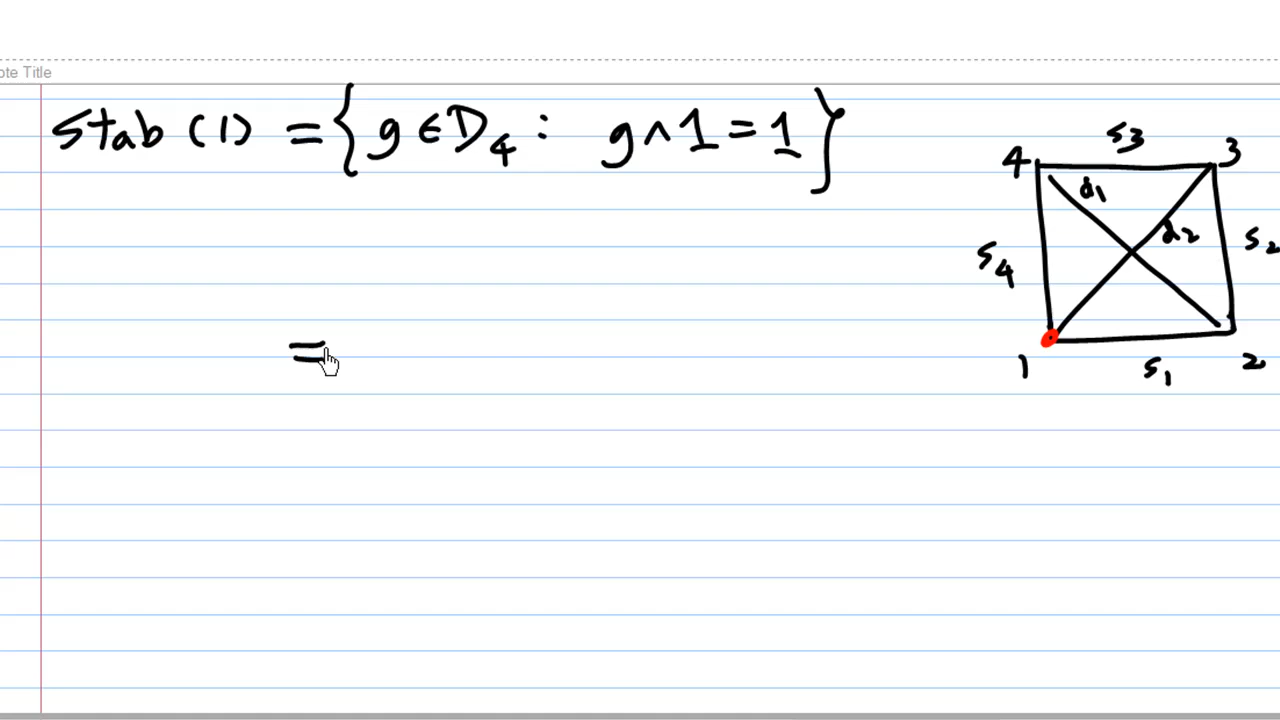 ote Title
Stab (1) = { g ∈ D₄ : g ∧ 1 = 1 }
s₃
4
3
d₁
d₂
s₂
s₄
=
1
s₁
2